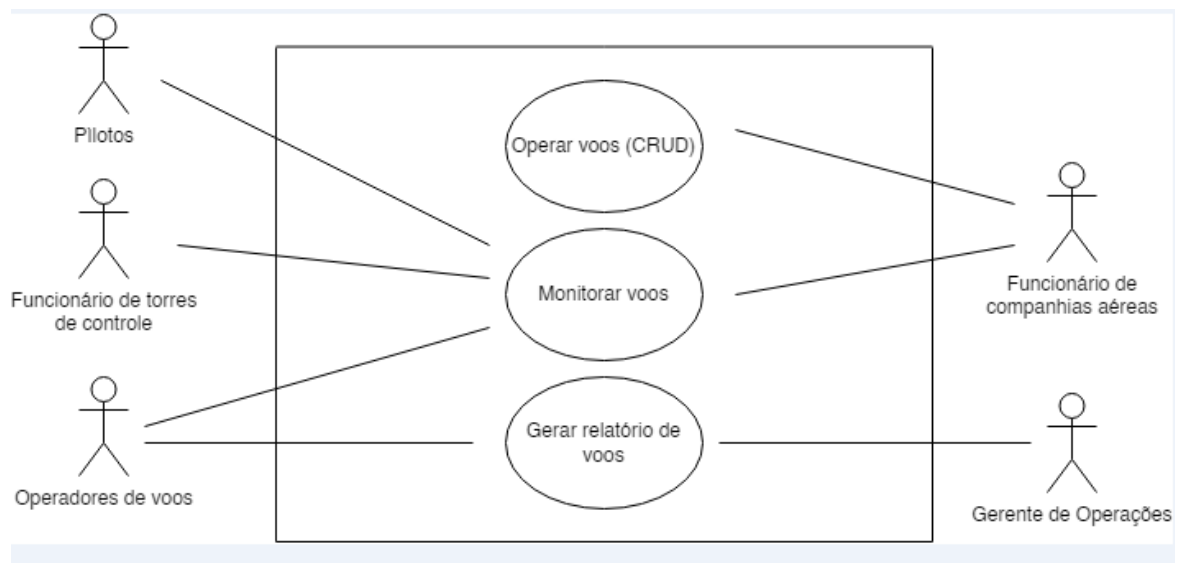 Pilotos
Operar voos (CRUD)
Funcionário de torres
de controle
Monitorar voos
Funcionário de
companhias aéreas
Operadores de voos
Gerar relatório de
voos
Gerente de Operações